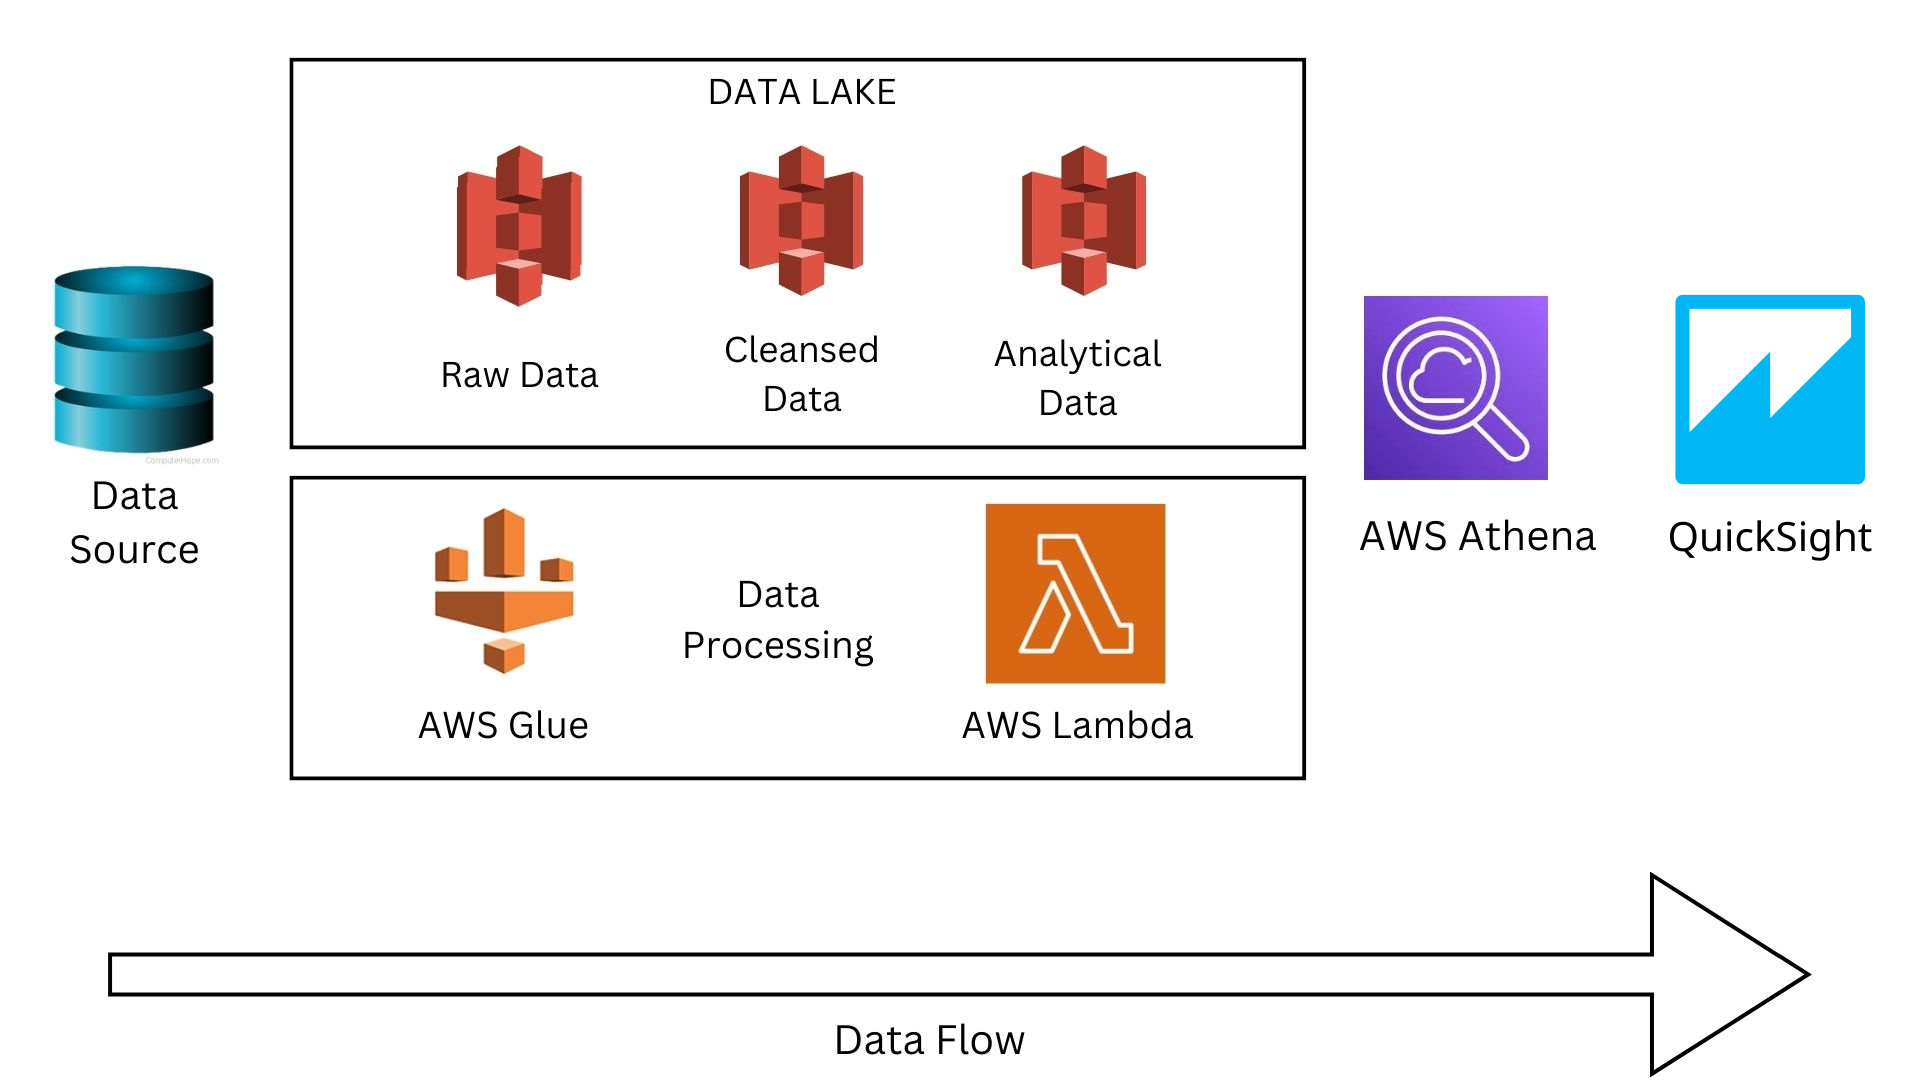 DATA LAKE
Raw Data
Cleansed
Data
Analytical
Data
ComputerHope.com
Data
Source
AWS Glue
Data
Processing
AWS Lambda
AWS Athena
QuickSight
Data Flow